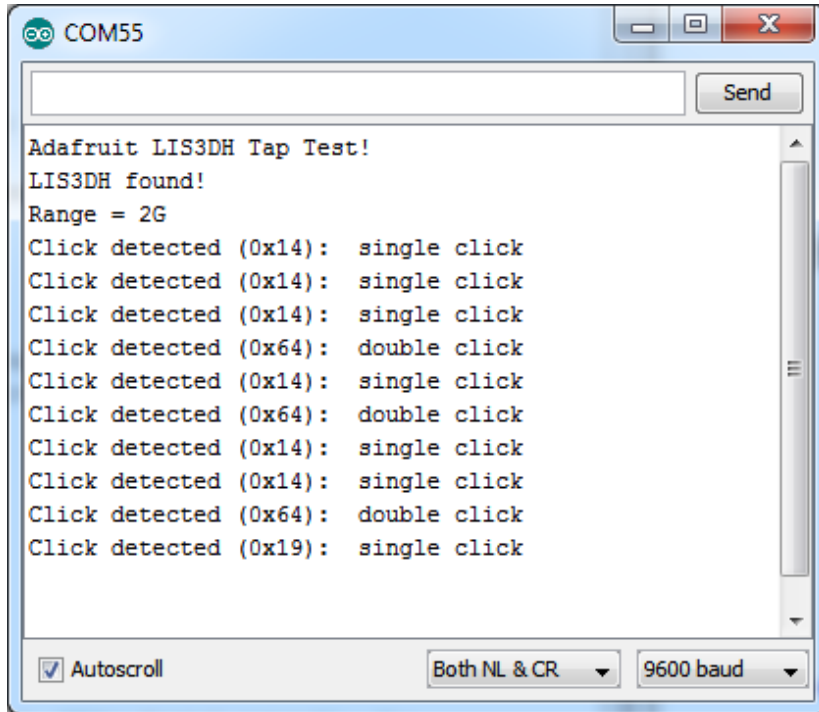 COM55
Send
Adafruit LIS3DH Tap Test!
LIS3DH found!
Range = 2G
Click detected (0x14):  single click
Click detected (0x14):  single click
Click detected (0x14):  single click
Click detected (0x64):  double click
Click detected (0x14):  single click
Click detected (0x64):  double click
Click detected (0x14):  single click
Click detected (0x14):  single click
Click detected (0x64):  double click
Click detected (0x19):  single click
Autoscroll Both NL & CR 9600 baud